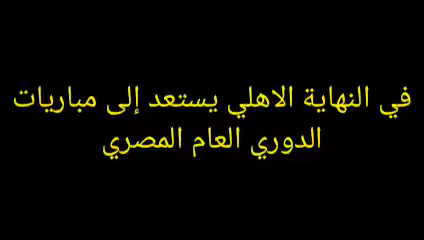 في النهاية الاهلي يستعد إلى مباريات
الدوري العام المصري